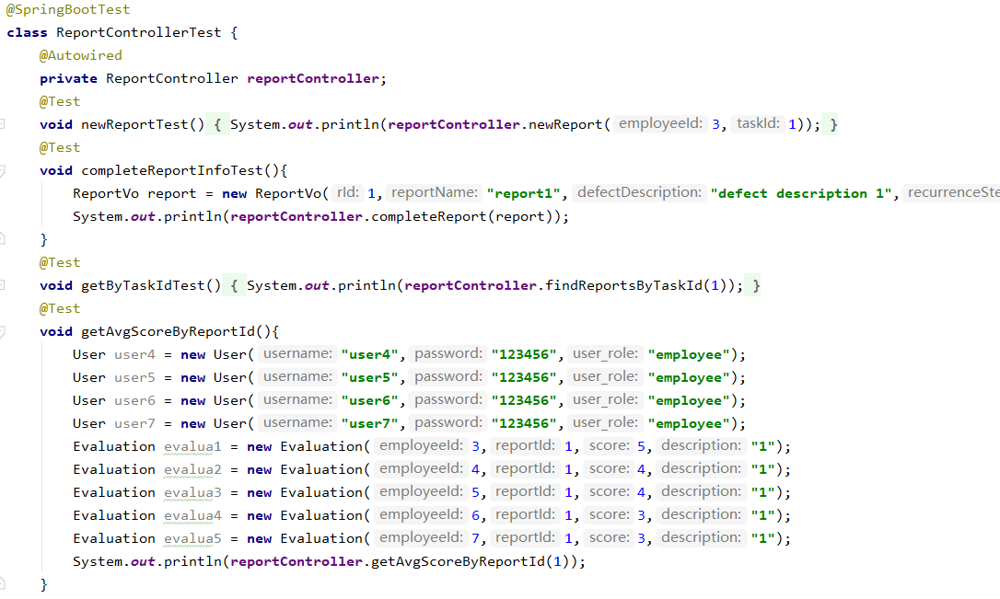 @SpringBootTest
class ReportControllerTest {
@Autowired
private ReportController reportController;
@Test
void newReportTest() { System.out.println(reportController.newReport( employeeId: 3, taskId: 1)); }
@Test
void completeReportInfoTest(){
ReportVo report = new ReportVo( rId: 1, reportName: "report1", defectDescription: "defect description 1",
System.out.println(reportController.completeReport(report));
}
@Test
void getByTaskIdTest() { System.out.println(reportController.findReportsByTaskId(1)); }
@Test
void getAvgScoreByReportId(){
User user4 = new User( username: "user4", password: "123456", user_role: "employee");
User user5 = new User( username: "user5", password: "123456", user_role: "employee");
User user6 = new User( username: "user6", password: "123456", user_role: "employee");
User user7 = new User( username: "user7", password: "123456", user_role: "employee");
Evaluation evalua1 = new Evaluation( employeeId: 3, reportId: 1, score: 5, description: "1");
Evaluation evalua2 = new Evaluation( employeeId: 4, reportId: 1, score: 4, description: "1");
Evaluation evalua3 = new Evaluation( employeeId: 5, reportId: 1, score: 4, description: "1");
Evaluation evalua4 = new Evaluation( employeeId: 6, reportId: 1, score: 3, description: "1");
Evaluation evalua5 = new Evaluation( employeeId: 7, reportId: 1, score: 3, description: "1");
System.out.println(reportController.getAvgScoreByReportId(1));
}